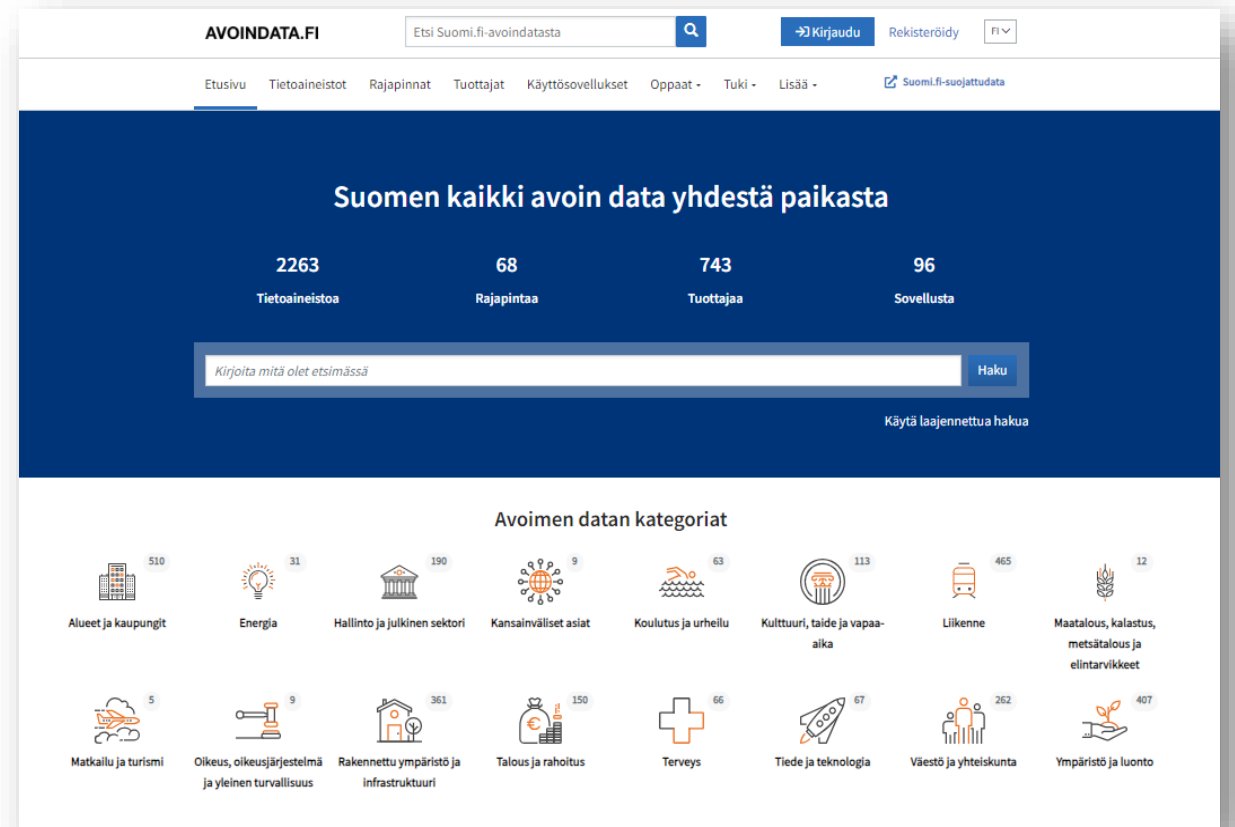 AVOINDATA.FI
Etsi Suomi.fi-avoindatasta
Kirjaudu
Rekisteröidy
FI
Etusivu
Tietoaineistot
Rajapinnat
Tuottajat
Käyttösovellukset
Oppaat
Tuki
Lisää
Suomi.fi-suojattudata
Suomen kaikki avoin data yhdestä paikasta
2263
Tietoaineistoa
68
Rajapintaa
743
Tuottajaa
96
Sovellusta
Kirjoita mitä olet etsimässä
Haku
Käytä laajennettua hakua
Avoimen datan kategoriat
510
Alueet ja kaupungit
31
Energia
190
Hallinto ja julkinen sektori
9
Kansainväliset asiat
63
Koulutus ja urheilu
113
Kulttuuri, taide ja vapaa-
aika
465
Liikenne
12
Maatalous, kalastus,
metsätalous ja
elintarvikkeet
5
Matkailu ja turismi
9
Oikeus, oikeusjärjestelmä
ja yleinen turvallisuus
361
Rakennettu ympäristö ja
infrastruktuuri
150
Talous ja rahoitus
66
Terveys
67
Tiede ja teknologia
262
Väestö ja yhteiskunta
407
Ympäristö ja luonto